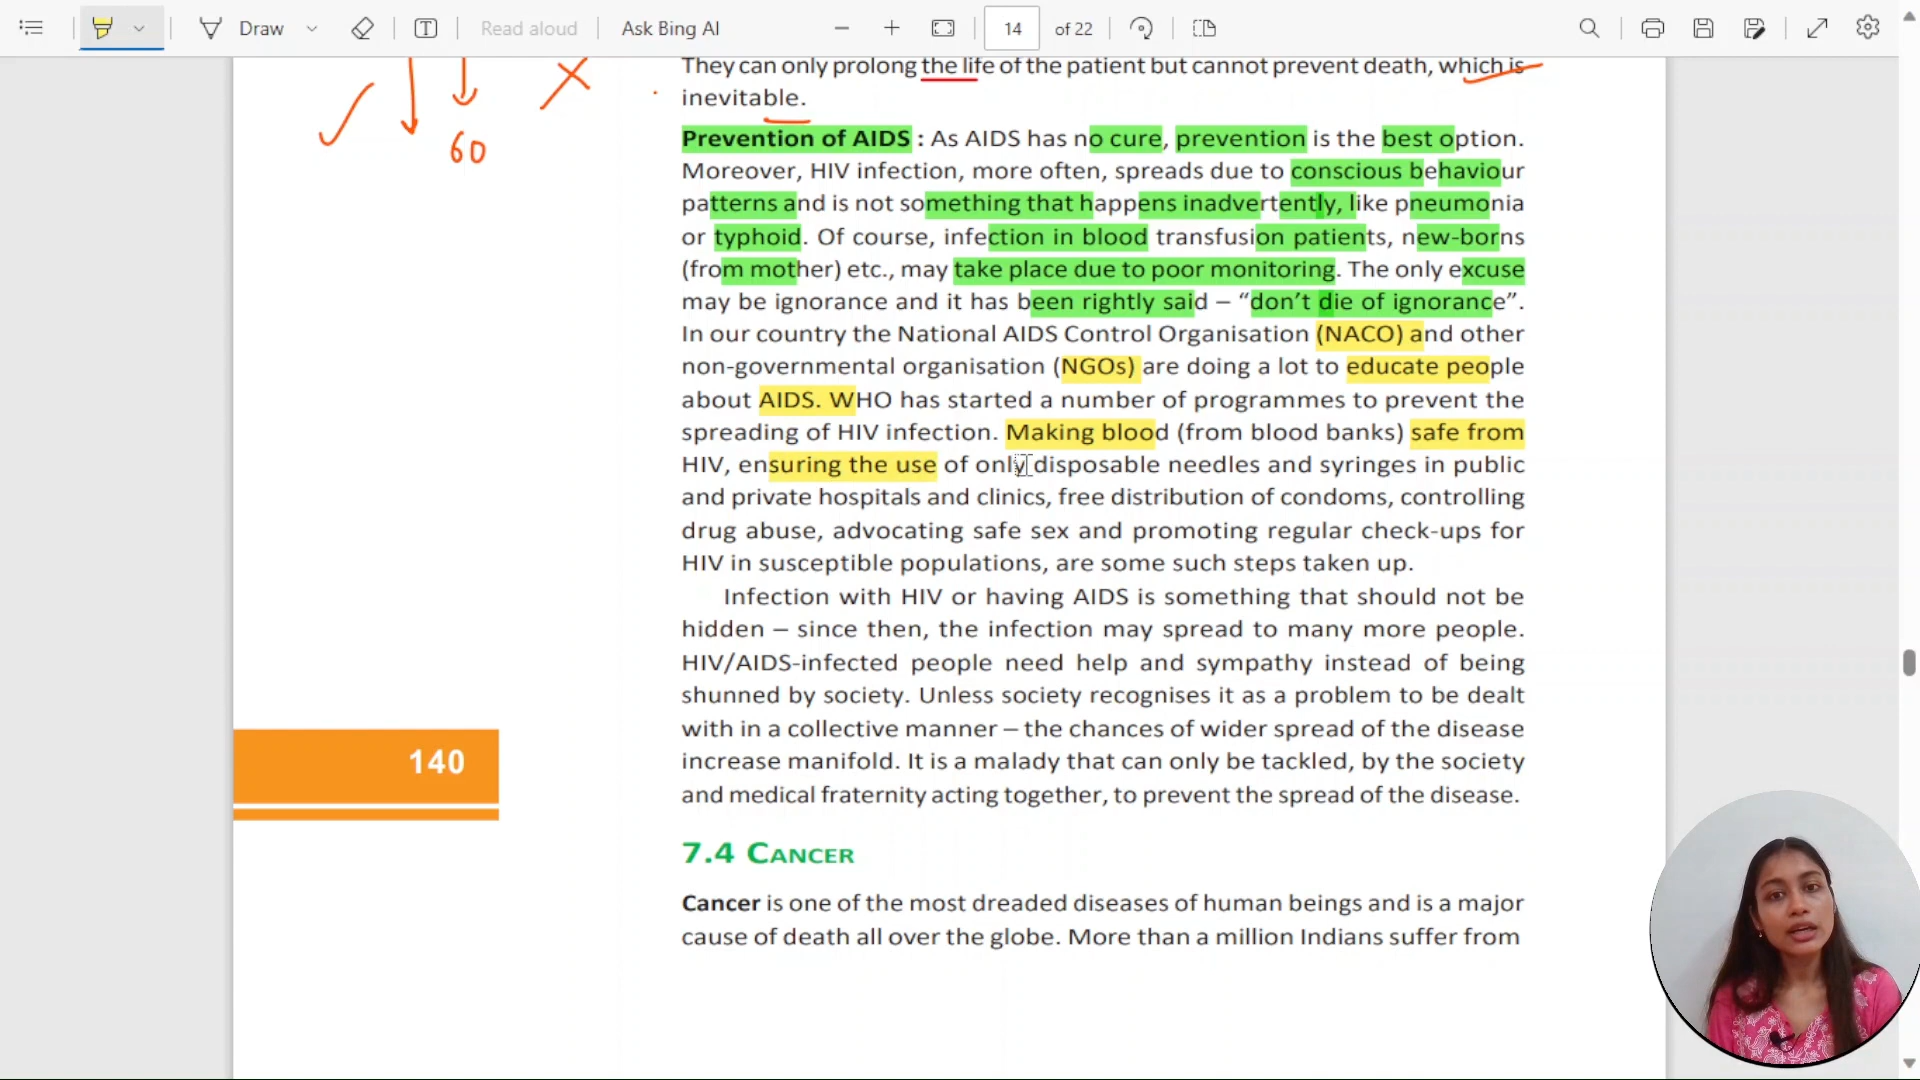 Draw
Read aloud
Ask Bing AI
14
of 22
They can only prolong the life of the patient but cannot prevent death, which is
inevitable.
60
Prevention of AIDS : As AIDS has no cure, prevention is the best option.
Moreover, HIV infection, more often, spreads due to conscious behaviour
patterns and is not something that happens inadvertently, like pneumonia
or typhoid. Of course, infection in blood transfusion patients, new-borns
(from mother) etc., may take place due to poor monitoring. The only excuse
may be ignorance and it has been rightly said – “don’t die of ignorance”.
In our country the National AIDS Control Organisation (NACO) and other
non-governmental organisation (NGOs) are doing a lot to educate people
about AIDS. WHO has started a number of programmes to prevent the
spreading of HIV infection. Making blood (from blood banks) safe from
HIV, ensuring the use of only disposable needles and syringes in public
and private hospitals and clinics, free distribution of condoms, controlling
drug abuse, advocating safe sex and promoting regular check-ups for
HIV in susceptible populations, are some such steps taken up.
Infection with HIV or having AIDS is something that should not be
hidden – since then, the infection may spread to many more people.
HIV/AIDS-infected people need help and sympathy instead of being
shunned by society. Unless society recognises it as a problem to be dealt
with in a collective manner – the chances of wider spread of the disease
increase manifold. It is a malady that can only be tackled, by the society
and medical fraternity acting together, to prevent the spread of the disease.
140
7.4 CANCER
Cancer is one of the most dreaded diseases of human beings and is a major
cause of death all over the globe. More than a million Indians suffer from